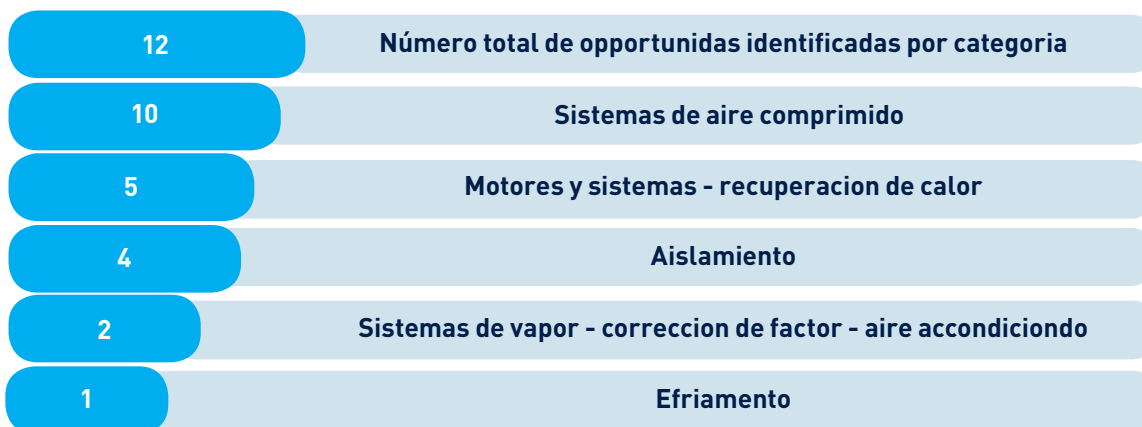 12 Número total de opportunidas identificadas por categoria
10 Sistemas de aire comprimido
5 Motores y sistemas - recuperacion de calor
4 Aislamiento
2 Sistemas de vapor - correccion de factor - aire accondiciondo
1 Efriamento